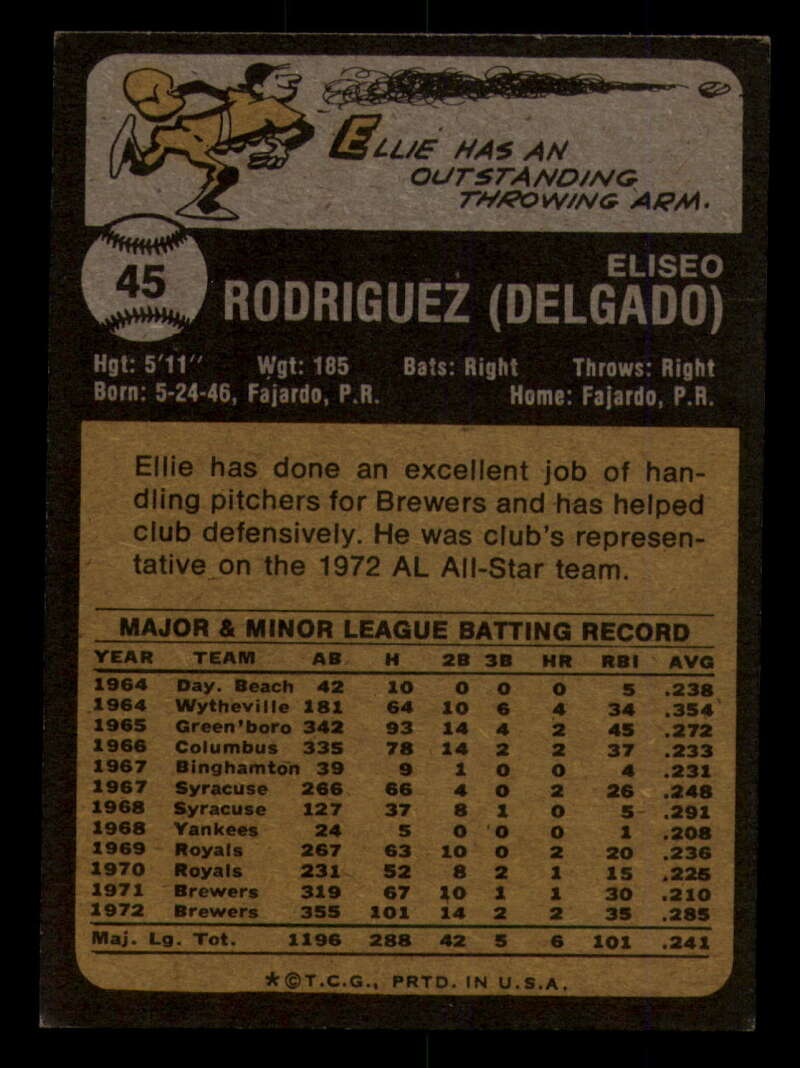 ELLIE HAS AN
OUTSTANDING
THROWING ARM.
45
ELISEO
RODRIGUEZ (DELGADO)
Hgt: 5'11" Wgt: 185 Bats: Right Throws: Right
Born: 5-24-46, Fajardo, P.R. Home: Fajardo, P.R.
Ellie has done an excellent job of han-
dling pitchers for Brewers and has helped
club defensively. He was club's represen-
tative on the 1972 AL All-Star team.
MAJOR & MINOR LEAGUE BATTING RECORD
YEAR TEAM AB H 2B 3B HR RBI AVG
1964 Day. Beach 42 10 0 0 0 5 .238
1964 Wytheville 181 64 10 6 4 34 .354
1965 Green'boro 342 93 14 4 2 45 .272
1966 Columbus 335 78 14 2 2 37 .233
1967 Binghamton 39 9 1 0 0 4 .231
1967 Syracuse 266 66 4 0 2 26 .248
1968 Syracuse 127 37 8 1 0 5 .291
1968 Yankees 24 5 0 0 0 1 .208
1969 Royals 267 63 10 0 2 20 .236
1970 Royals 231 52 8 2 1 15 .225
1971 Brewers 319 67 10 1 1 30 .210
1972 Brewers 355 101 14 2 2 35 .285
Maj. Lg. Tot. 1196 288 42 5 6 101 .241
*©T.C.G., PRTD. IN U.S.A.